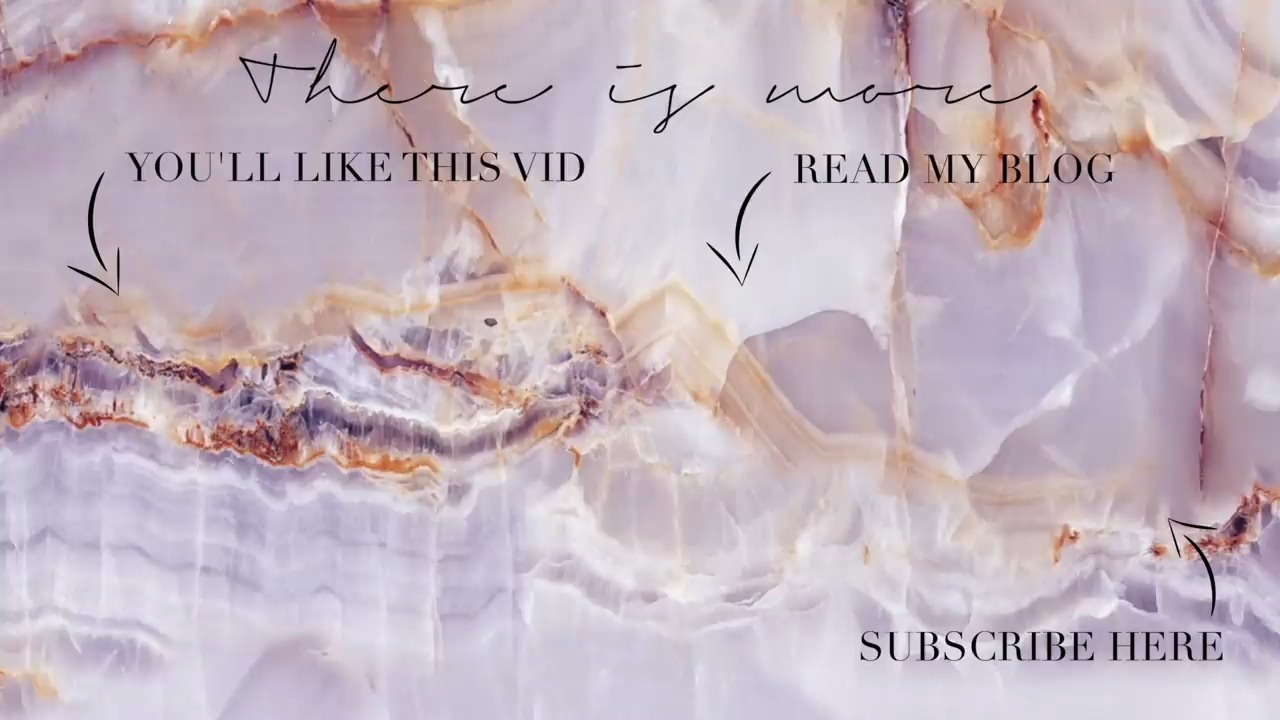 There is more
YOU'LL LIKE THIS VID
READ MY BLOG
SUBSCRIBE HERE